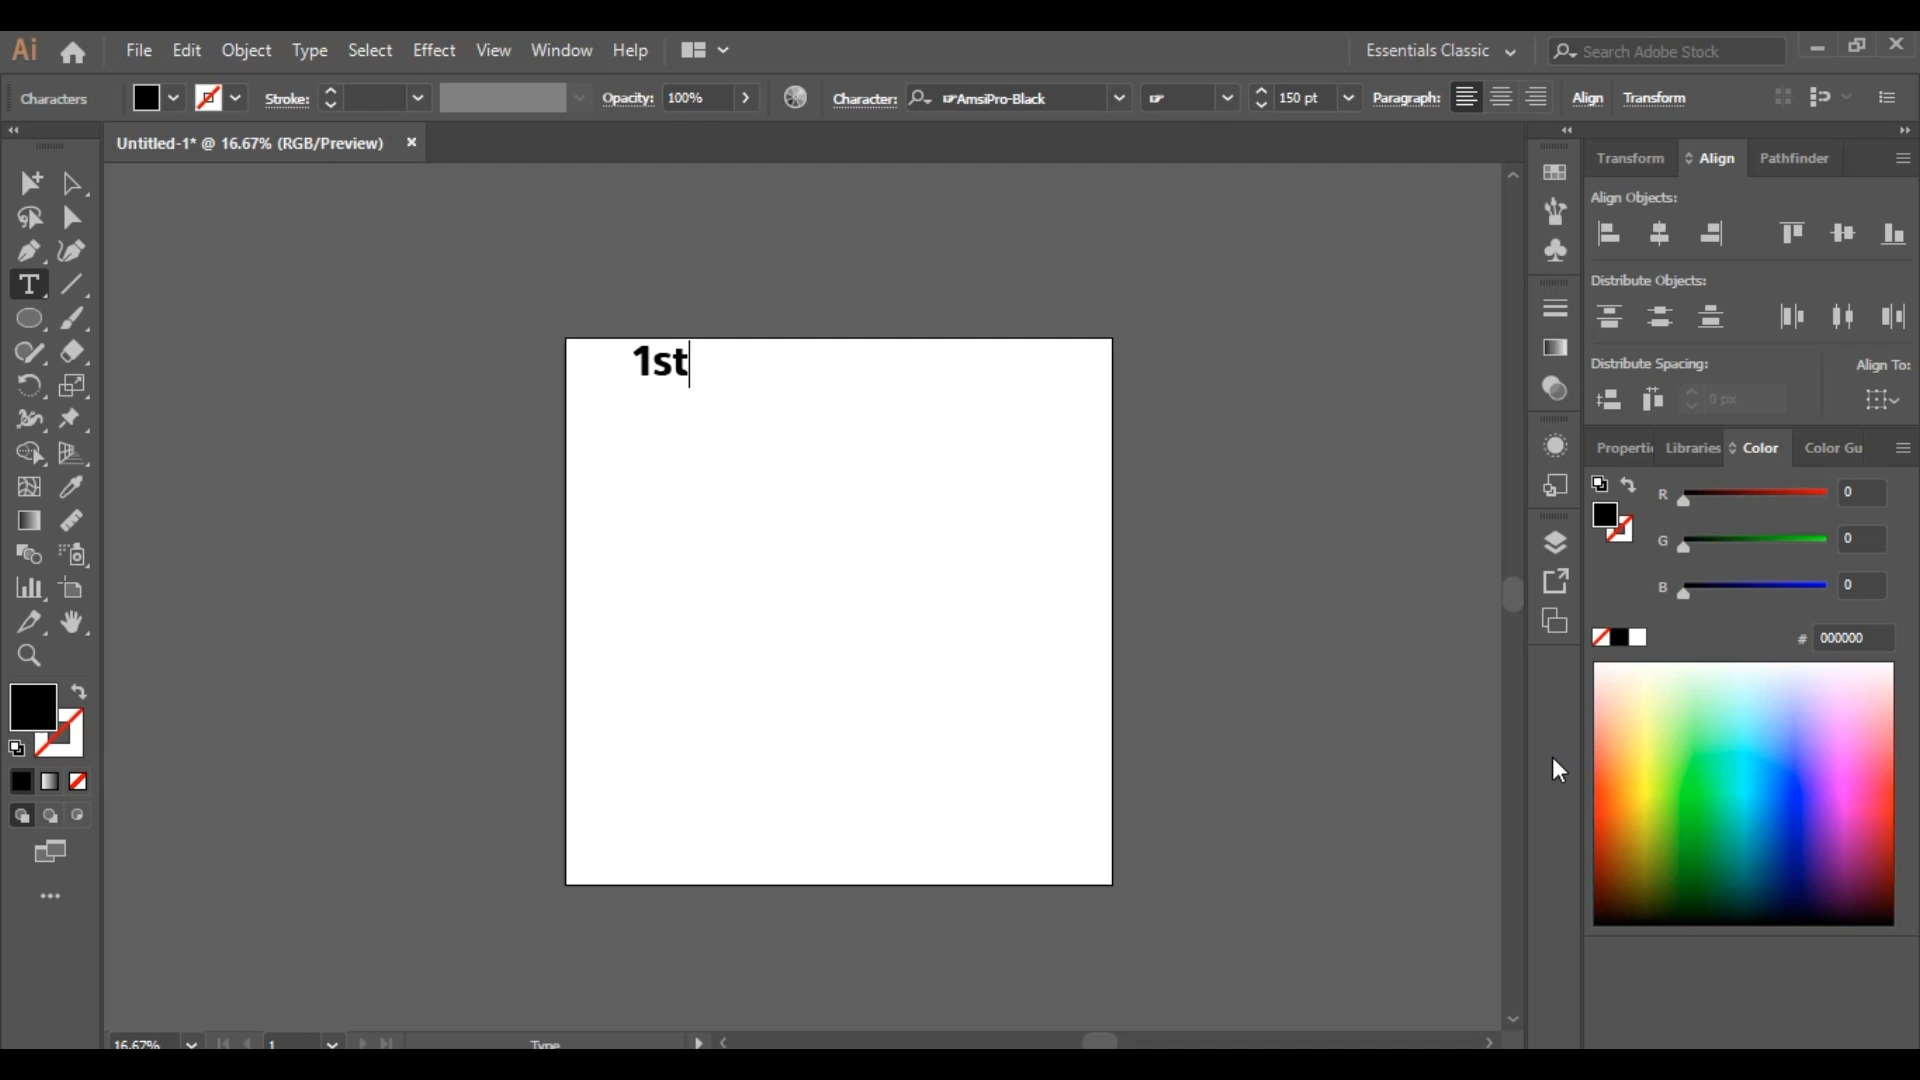 Ai File Edit Object Type Select Effect View Window Help Essentials Classic Search Adobe Stock
Characters Stroke: Opacity: 100% Character: AmsiPro-Black 150 pt Paragraph: Align Transform
Untitled-1* @ 16.67% (RGB/Preview)
Transform Align Pathfinder
Align Objects:
Distribute Objects:
Distribute Spacing: Align To:
0 px
1st
Properti Libraries Color Color Gu
R 0
G 0
B 0
# 000000
T
16.67% 1 Type